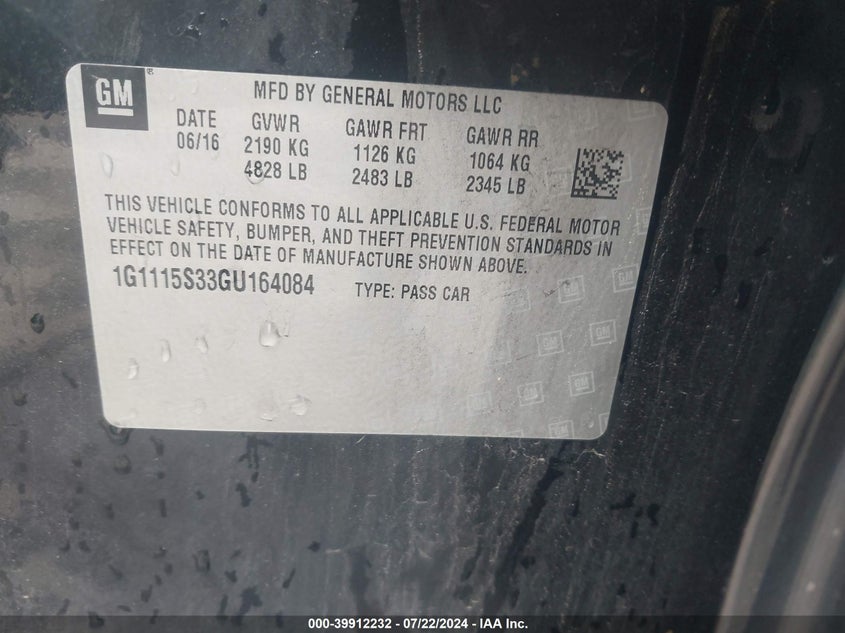 GM
MFD BY GENERAL MOTORS LLC
DATE GVWR GAWR FRT GAWR RR
06/16 2190 KG 1126 KG 1064 KG
4828 LB 2483 LB 2345 LB
THIS VEHICLE CONFORMS TO ALL APPLICABLE U.S. FEDERAL MOTOR
VEHICLE SAFETY, BUMPER, AND THEFT PREVENTION STANDARDS IN
EFFECT ON THE DATE OF MANUFACTURE SHOWN ABOVE.
1G1115S33GU164084 TYPE: PASS CAR
000-39912232 - 07/22/2024 - IAA Inc.